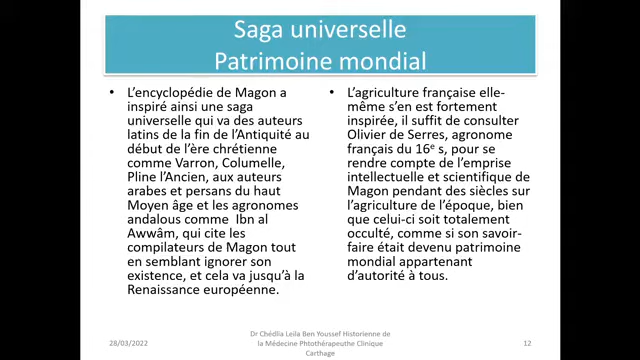 Saga universelle
Patrimoine mondial
• L’encyclopédie de Magon a
inspiré ainsi une saga
universelle qui va des auteurs
latins de la fin de l’Antiquité au
début de l’ère chrétienne
comme Varron, Columelle,
Pline l’Ancien, aux auteurs
arabes et persans du haut
Moyen âge et les agronomes
andalous comme Ibn al
Awwâm, qui cite les
compilateurs de Magon tout
en semblant ignorer son
existence, et cela va jusqu’à la
Renaissance européenne.
• L’agriculture française elle-
même s’en est fortement
inspirée, il suffit de consulter
Olivier de Serres, agronome
français du 16e s, pour se
rendre compte de l’emprise
intellectuelle et scientifique de
Magon pendant des siècles sur
l’agriculture de l’époque, bien
que celui-ci soit totalement
occulté, comme si son savoir-
faire était devenu patrimoine
mondial appartenant
d’autorité à tous.
28/03/2022
Dr Chédlia Leila Ben Youssef Historienne de
la Médecine Phtothérapeuthe Clinique
Carthage
12